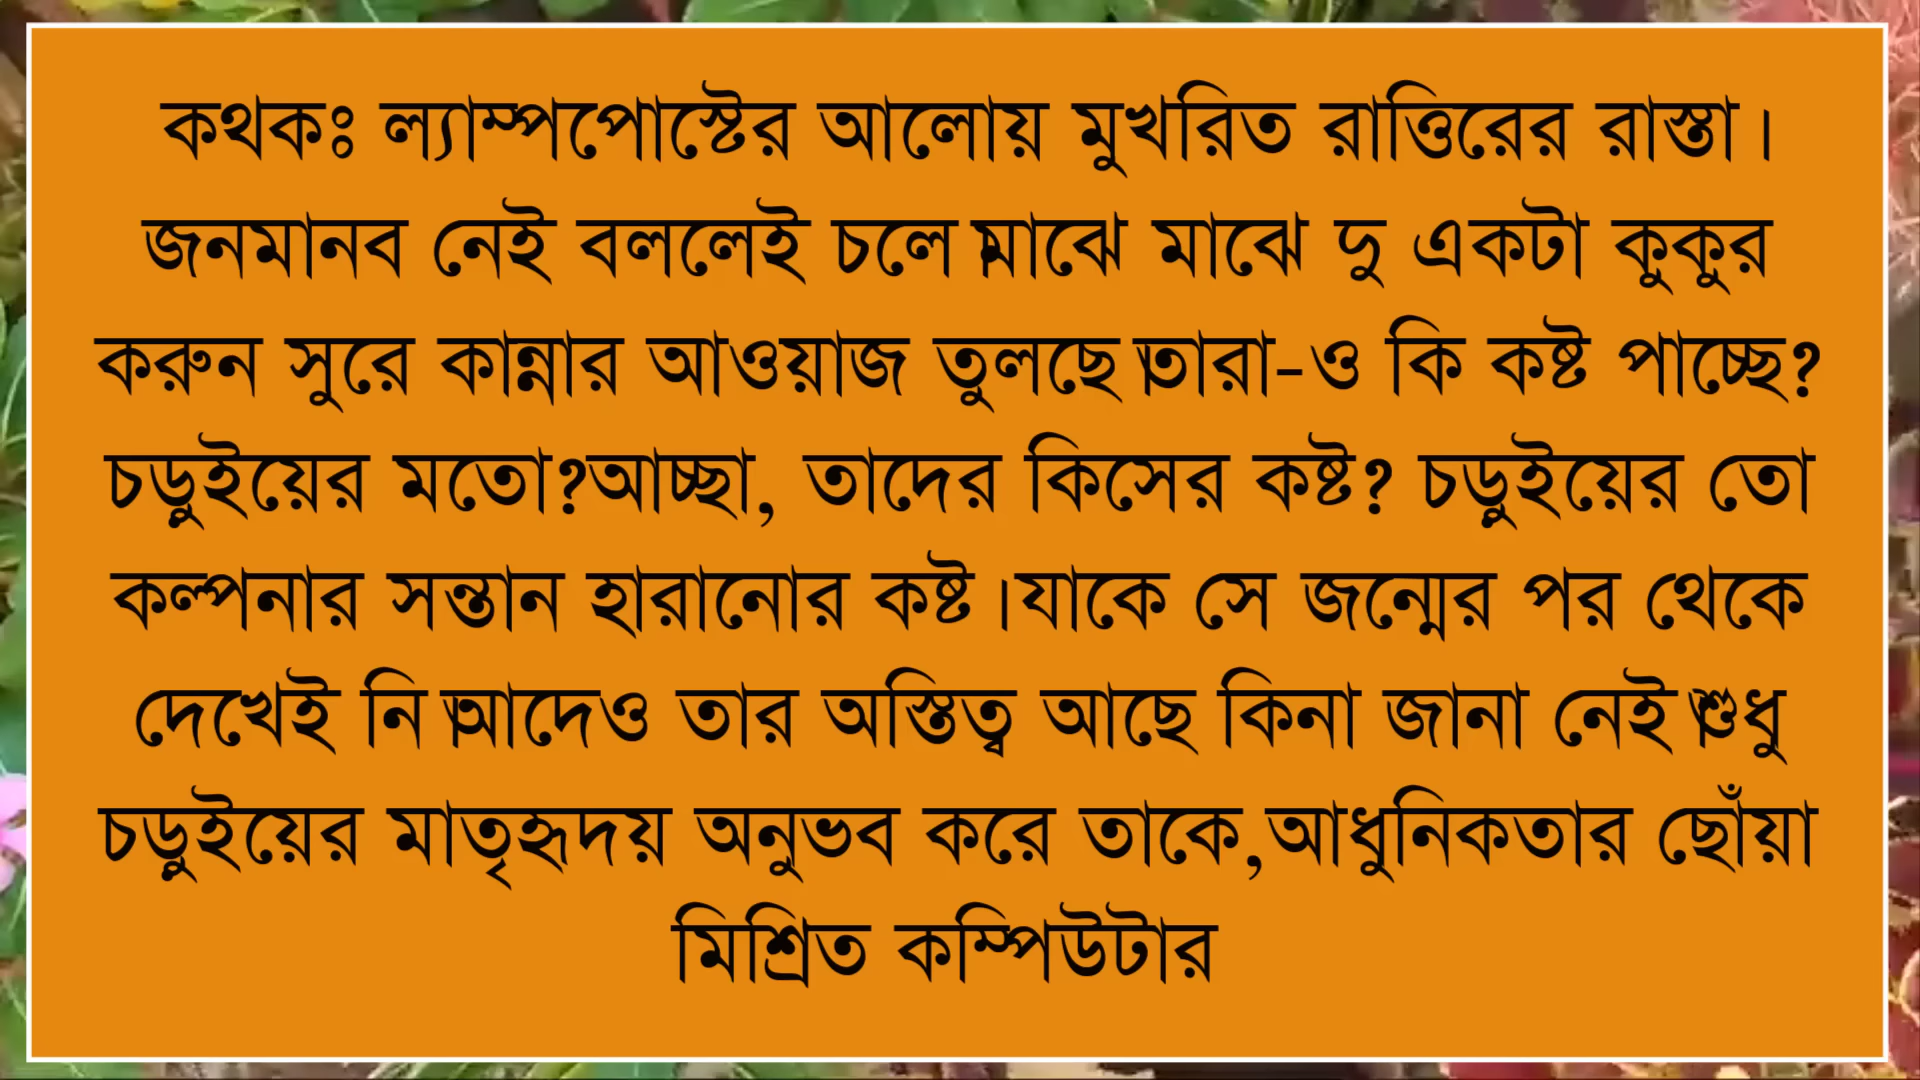 কথকঃ ল্যাম্পপোস্টের আলোয় মুখরিত রাত্তিরের রাস্তা।
জনমানব নেই বললেই চলে।মাঝে মাঝে দু একটা কুকুর
করুন সুরে কান্নার আওয়াজ তুলছে।তারা-ও কি কষ্ট পাচ্ছে?
চড়ুইয়ের মতো?আচ্ছা, তাদের কিসের কষ্ট? চড়ুইয়ের তো
কল্পনার সন্তান হারানোর কষ্ট।যাকে সে জন্মের পর থেকে
দেখেই নি।আদেও তার অস্তিত্ব আছে কিনা জানা নেই।শুধু
চড়ুইয়ের মাতৃহৃদয় অনুভব করে তাকে,আধুনিকতার ছোঁয়া
মিশ্রিত কম্পিউটার